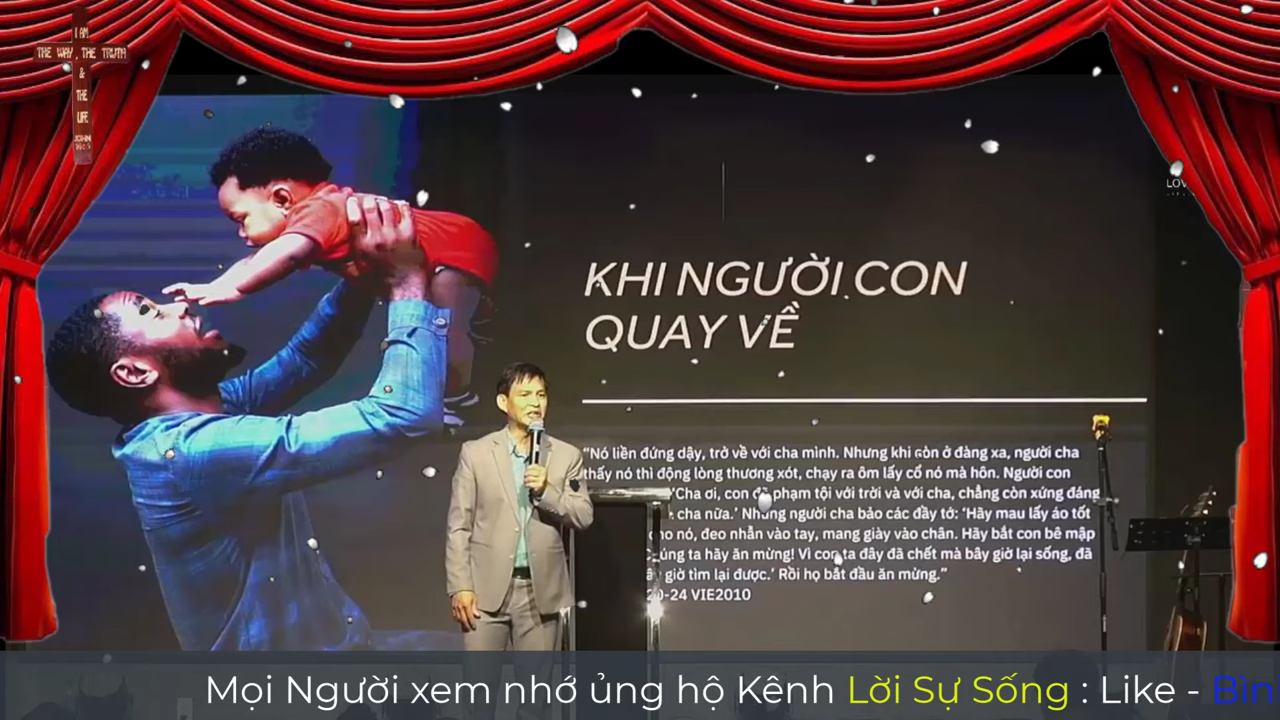 I AM
THE WAY, THE TRUTH
&
THE
LIFE
JOHN
LOV
KHI NGƯỜI CON
QUAY VỀ
“Nó liền đứng dậy, trở về với cha mình. Nhưng khi còn ở đàng xa, người cha
thấy nó thì động lòng thương xót, chạy ra ôm lấy cổ nó mà hôn. Người con
‘Cha ơi, con đã phạm tội với trời và với cha, chẳng còn xứng đáng
cha nữa.’ Nhưng người cha bảo các đầy tớ: ‘Hãy mau lấy áo tốt
cho nó, đeo nhẫn vào tay, mang giày vào chân. Hãy bắt con bê mập
húng ta hãy ăn mừng! Vì con ta đây đã chết mà bây giờ lại sống, đã
giờ tìm lại được.’ Rồi họ bắt đầu ăn mừng.”
20-24 VIE2010
Mọi Người xem nhớ ủng hộ Kênh Lời Sự Sống : Like - Bìn